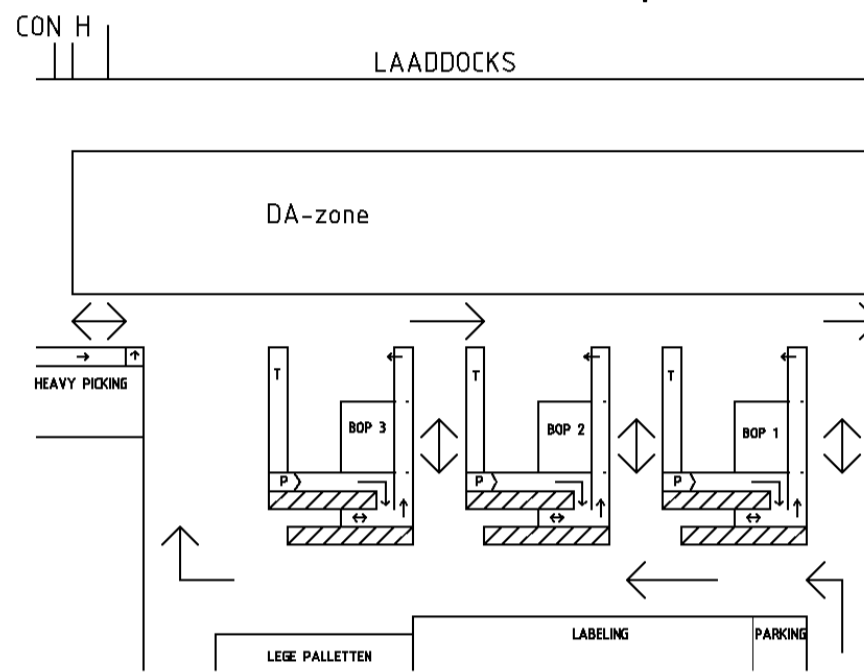 CON H
LAADDOCKS
DA-zone
HEAVY PICKING
T
T
T
BOP 3
BOP 2
BOP 1
P
P
P
LABELING
PARKING
LEGE PALLETTEN